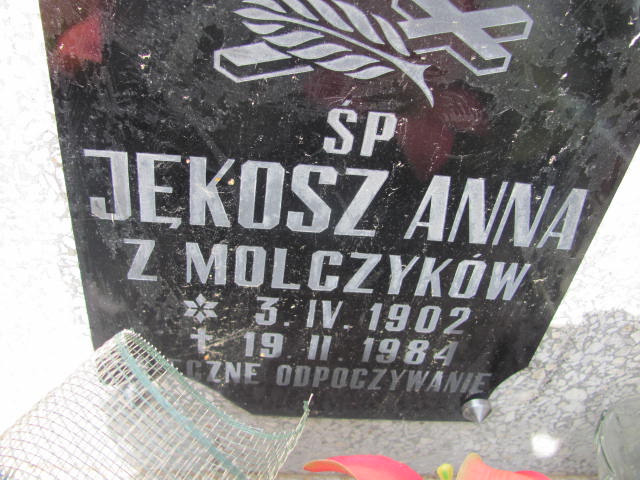 ŚP
JĘKOSZ ANNA
Z MOLCZYKÓW
* 3. IV. 1902
† 19. II. 1984
ODPOCZYWANIE